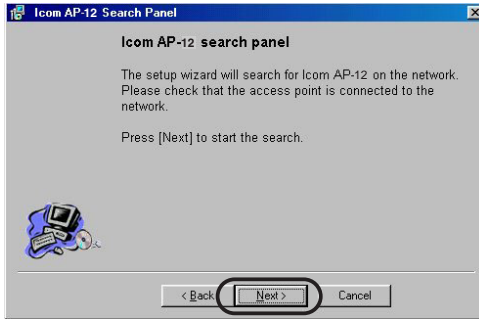 Icom AP-12 Search Panel
Icom AP-12 search panel
The setup wizard will search for Icom AP-12 on the network.
Please check that the access point is connected to the
network.
Press [Next] to start the search.
< Back Next > Cancel